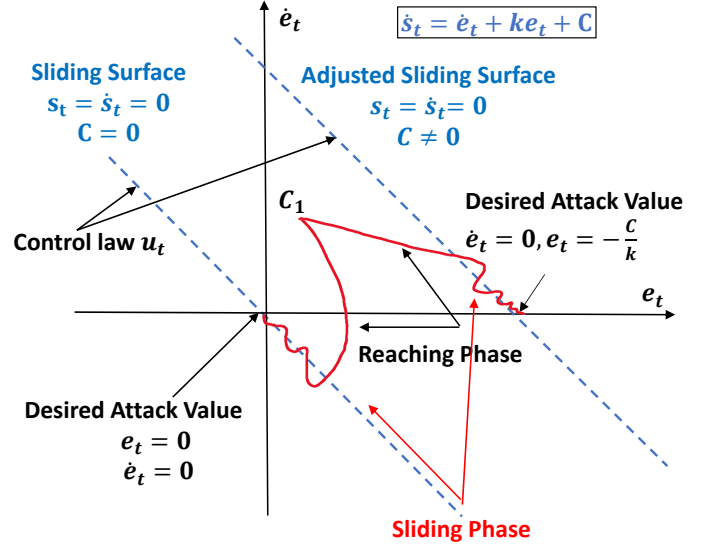 ė_t
ṡ_t = ė_t + ke_t + C
Sliding Surface
s_t = ṡ_t = 0
C = 0
Adjusted Sliding Surface
s_t = ṡ_t= 0
C ≠ 0
C_1
Desired Attack Value
ė_t = 0, e_t = −C/k
Control law u_t
e_t
Reaching Phase
Desired Attack Value
e_t = 0
ė_t = 0
Sliding Phase